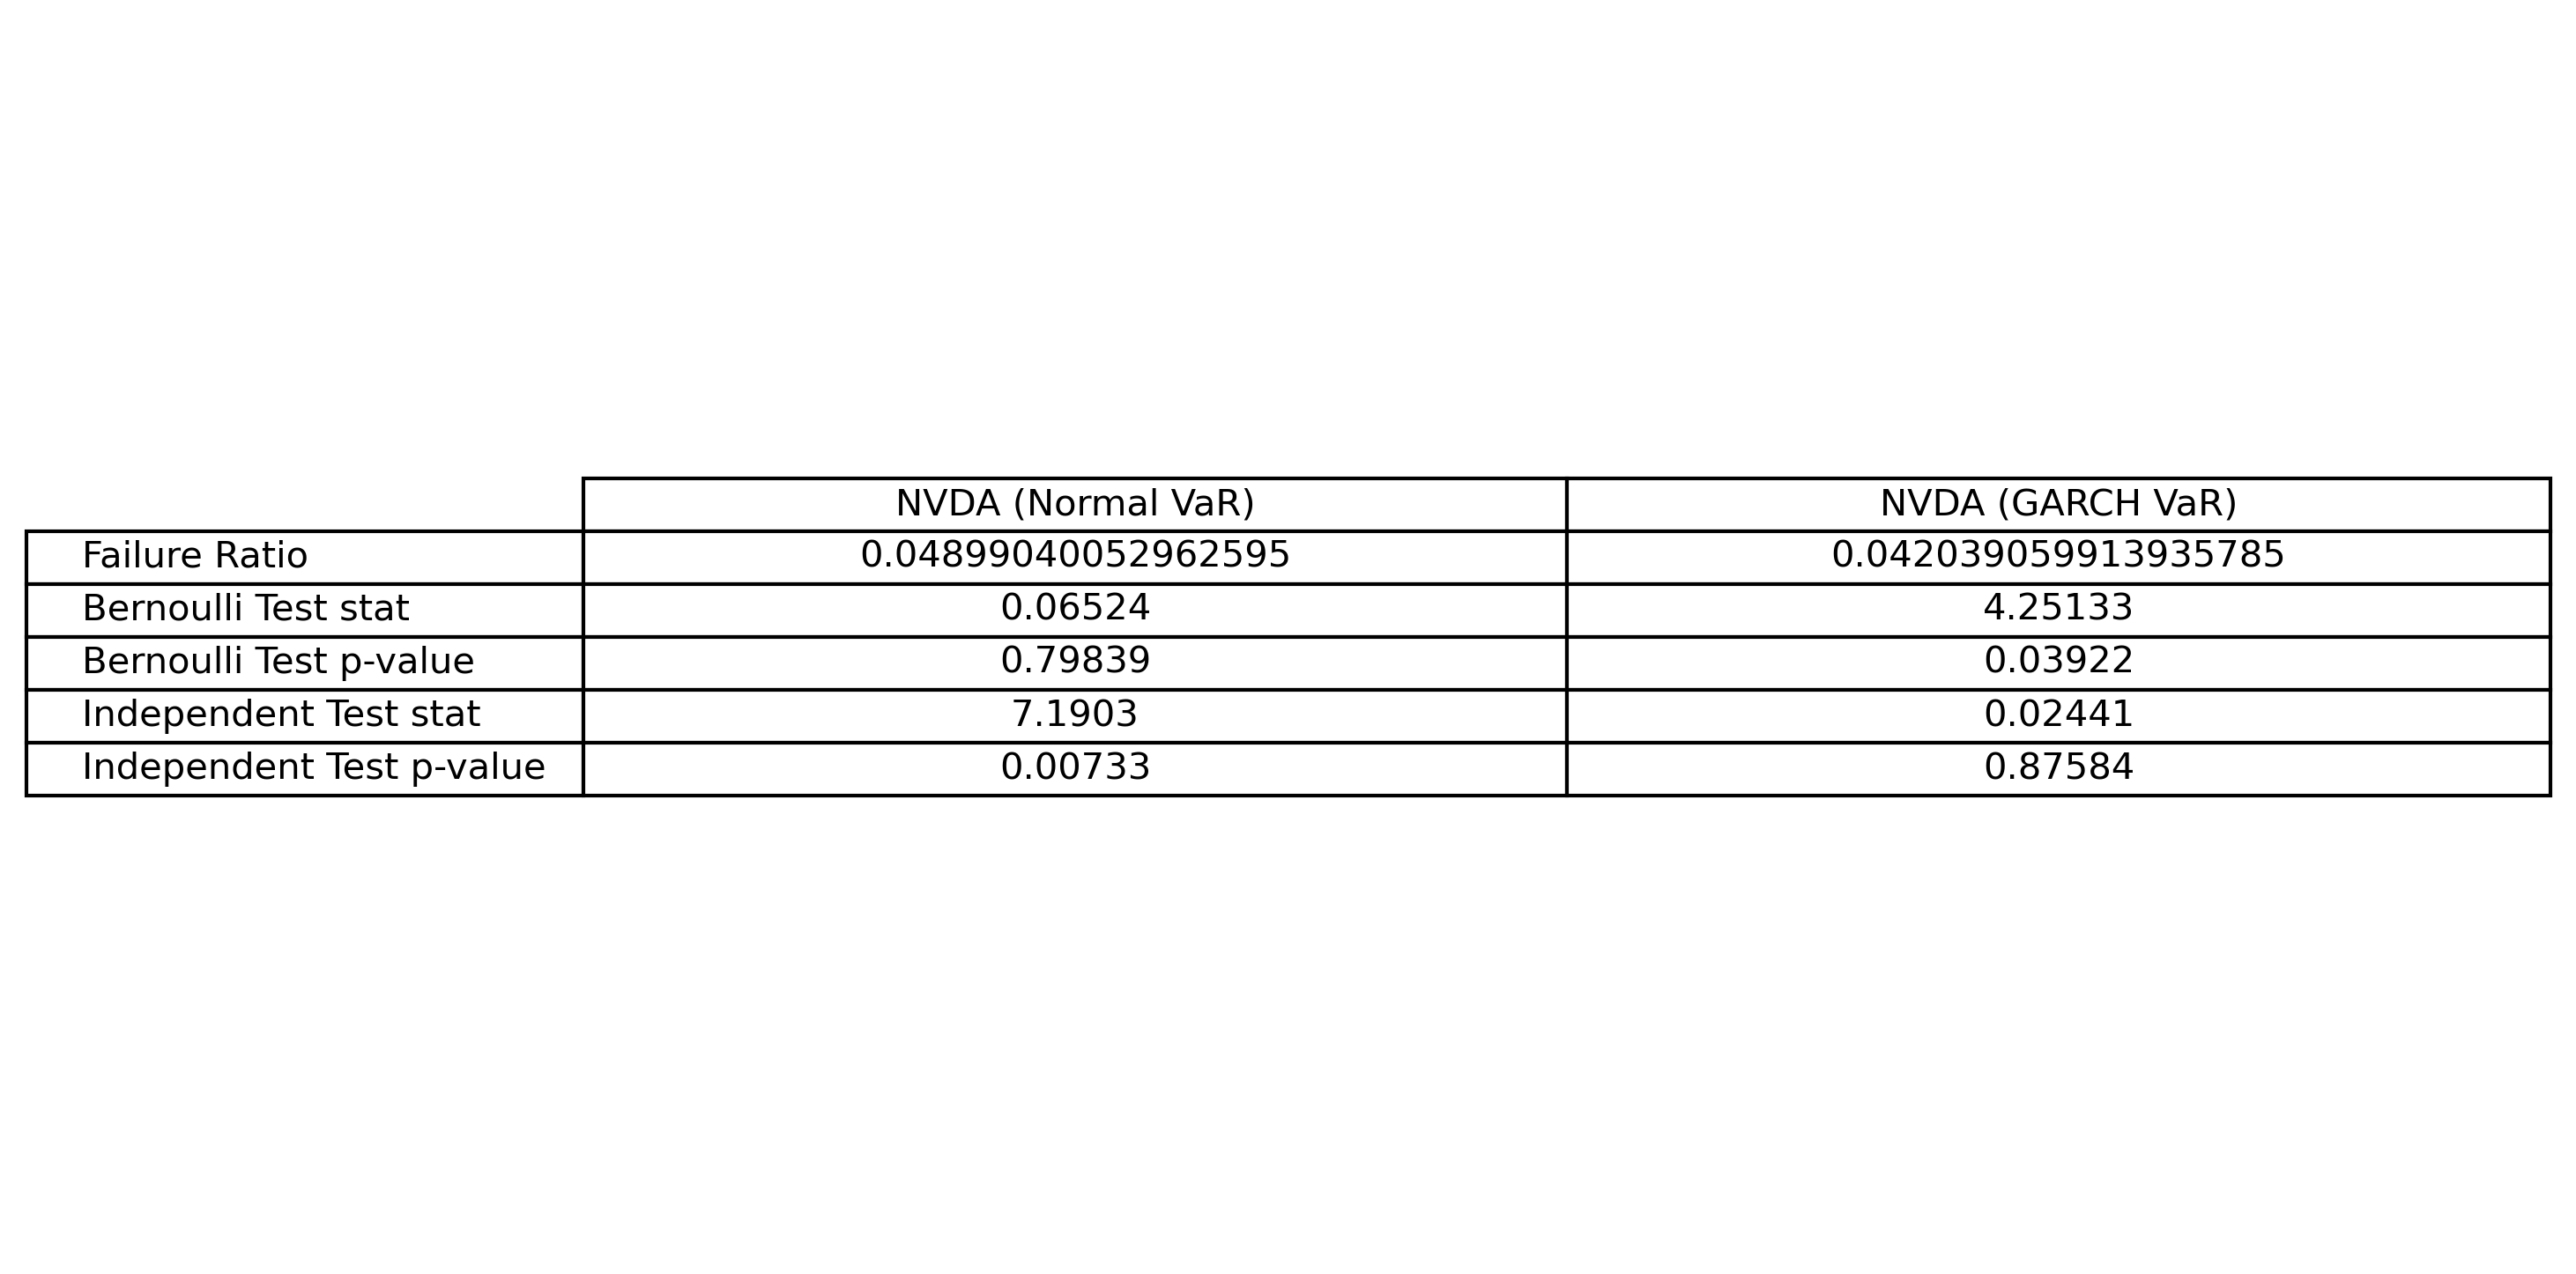 NVDA (Normal VaR) NVDA (GARCH VaR)
Failure Ratio 0.04899040052962595 0.042039059913935785
Bernoulli Test stat 0.06524 4.25133
Bernoulli Test p-value 0.79839 0.03922
Independent Test stat 7.1903 0.02441
Independent Test p-value 0.00733 0.87584